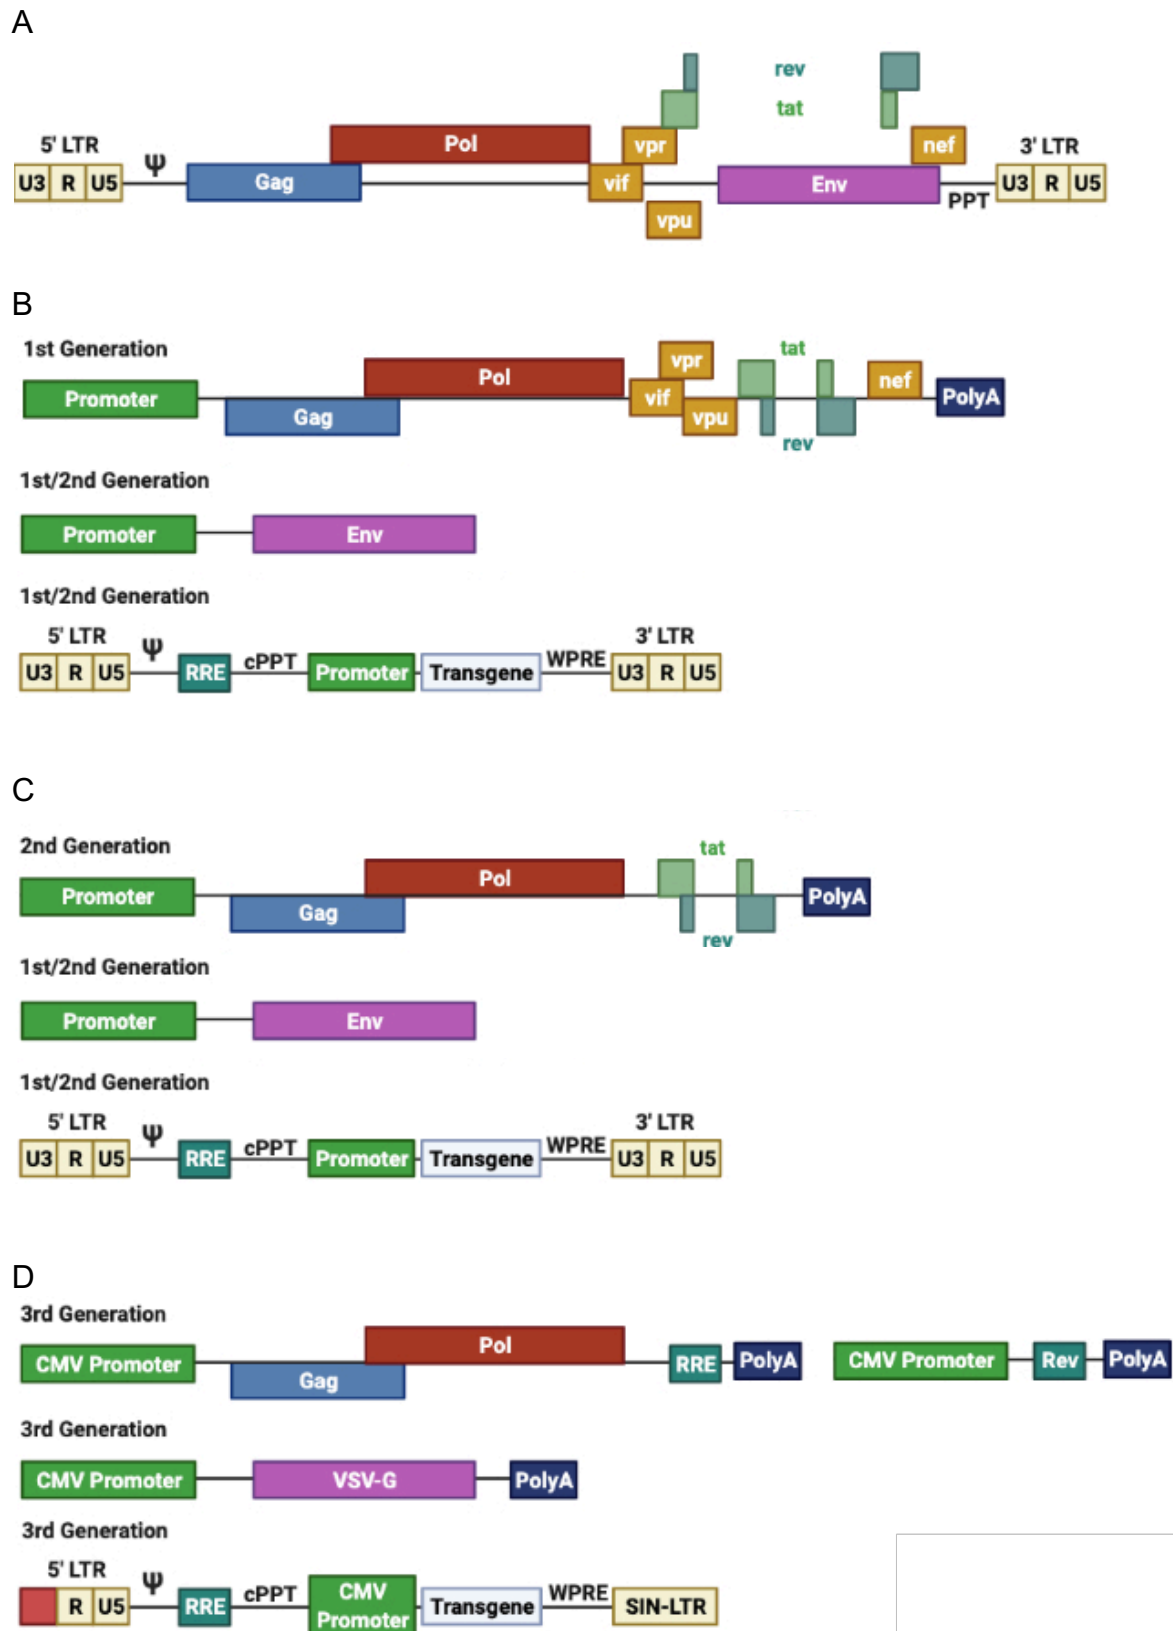 A
rev
tat
5' LTR
Ψ
Pol
vpr
nef
3' LTR
U3 R U5
Gag
vif
Env
PPT
U3 R U5
vpu
B
1st Generation
tat
vpr
Pol
nef
Promoter
vif
PolyA
Gag
vpu
rev
1st/2nd Generation
Promoter
Env
1st/2nd Generation
5' LTR
Ψ
3' LTR
U3 R U5
RRE
cPPT
Promoter
Transgene
WPRE
U3 R U5
C
2nd Generation
tat
Pol
Promoter
PolyA
Gag
rev
1st/2nd Generation
Promoter
Env
1st/2nd Generation
5' LTR
Ψ
3' LTR
U3 R U5
RRE
cPPT
Promoter
Transgene
WPRE
U3 R U5
D
3rd Generation
Pol
CMV Promoter
RRE
PolyA
CMV Promoter
Rev
PolyA
Gag
3rd Generation
CMV Promoter
VSV-G
PolyA
3rd Generation
5' LTR
Ψ
R U5
RRE
cPPT
CMV
Promoter
Transgene
WPRE
SIN-LTR